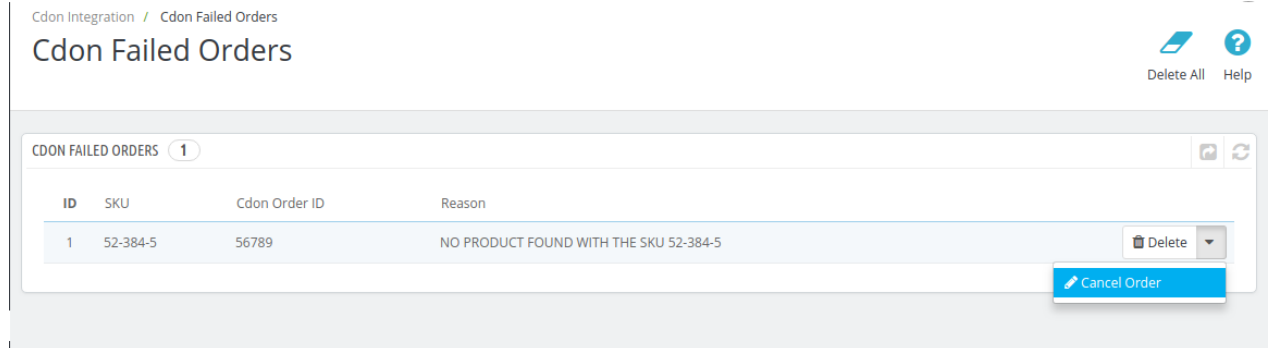 Cdon Integration / Cdon Failed Orders
Cdon Failed Orders
Delete All Help
CDON FAILED ORDERS 1
ID SKU Cdon Order ID Reason
1 52-384-5 56789 NO PRODUCT FOUND WITH THE SKU 52-384-5 Delete
Cancel Order